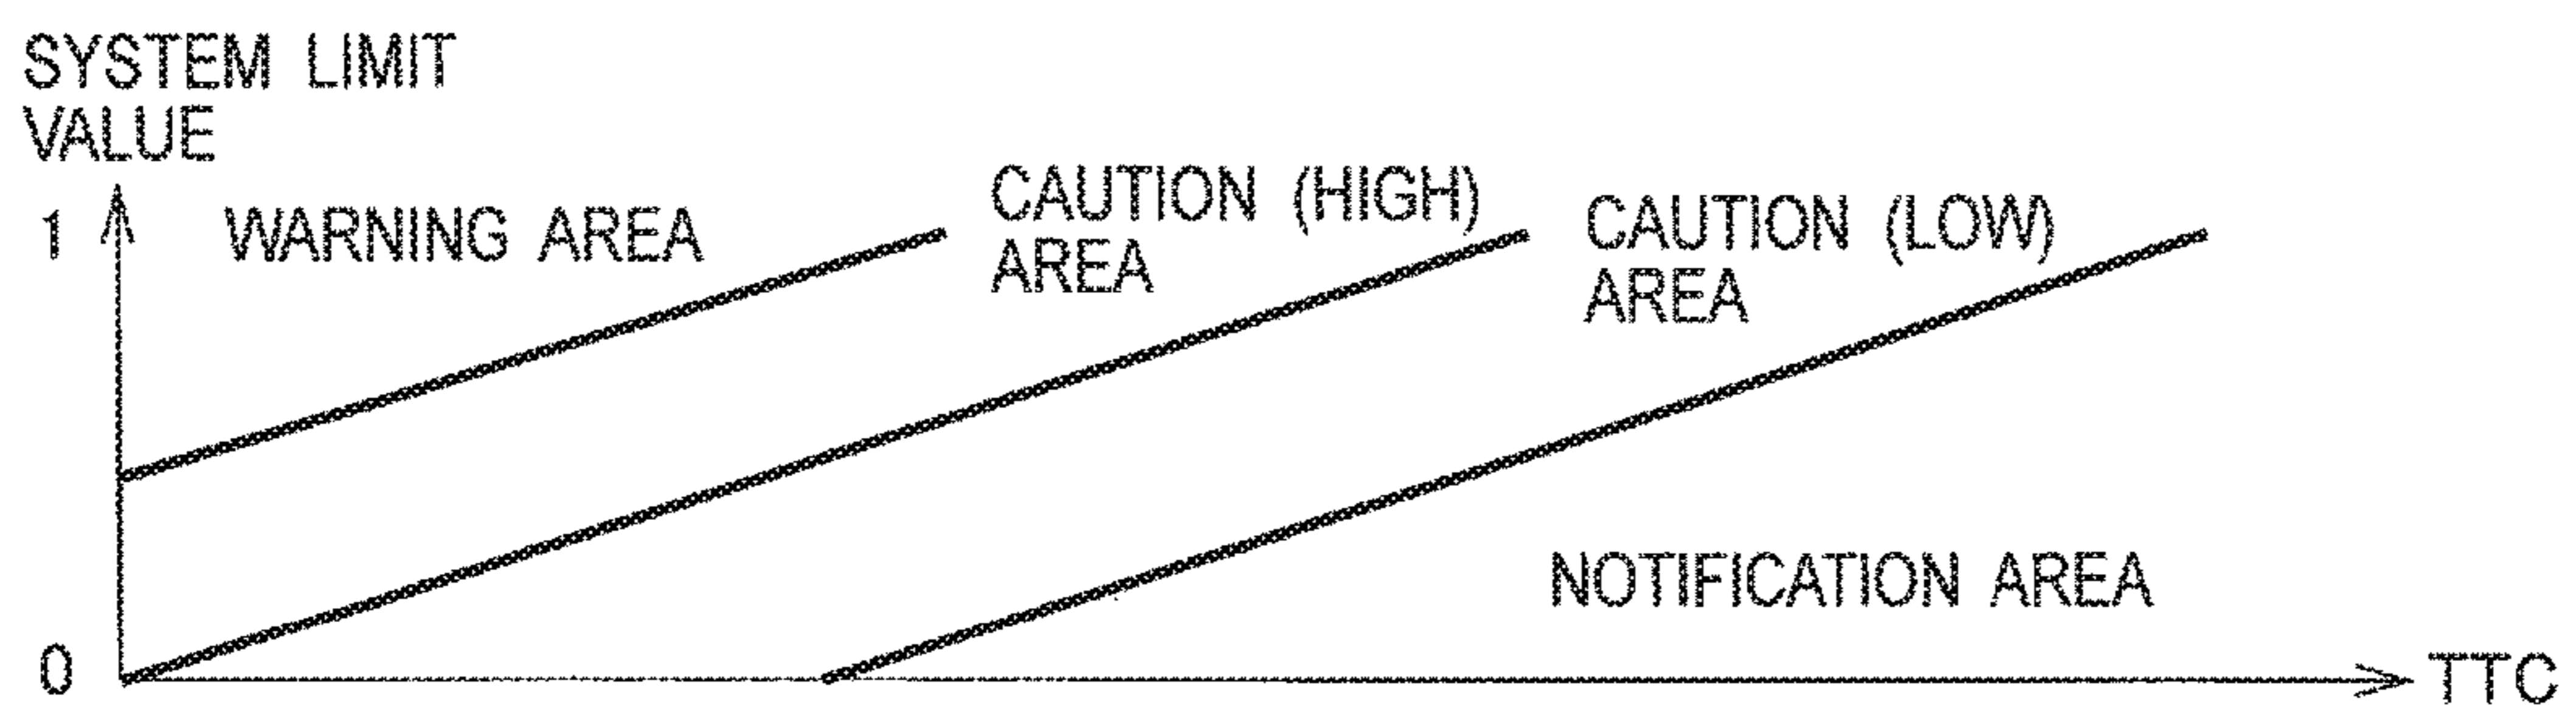 SYSTEM LIMIT
VALUE
1
WARNING AREA
CAUTION (HIGH)
AREA
CAUTION (LOW)
AREA
NOTIFICATION AREA
0
TTC